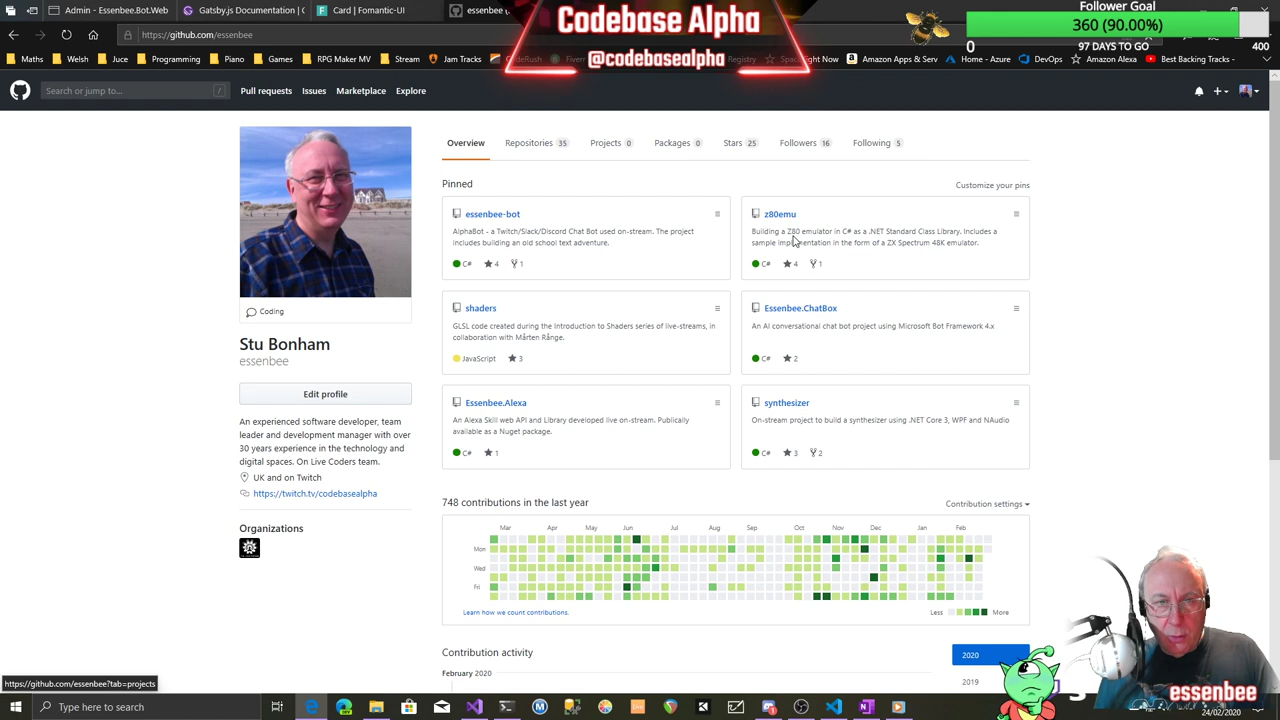 Essenbee.Bot.Web
Gatsby.js Documentation | Ga
Card | Fomantic-UI
essenbee (
https://github.com/essenbee
Codebase Alpha
@codebasealpha
Follower Goal
360 (90.00%)
0
97 DAYS TO GO
400
Maths
Welsh
Juce
Programming
Piano
Games
RPG Maker MV
Stream
Jam Tracks
CodeRush
Fiverr
Registry
Spac
ight Now
Amazon Apps & Serv
Home - Azure
DevOps
Amazon Alexa
Best Backing Tracks -
Search or jump to...
/
Pull requests
Issues
Marketplace
Explore
Overview
Repositories 35
Projects 0
Packages 0
Stars 25
Followers 16
Following 5
Pinned
Customize your pins
essenbee-bot
AlphaBot - a Twitch/Slack/Discord Chat Bot used on-stream. The project
includes building an old school text adventure.
C# 4 1
z80emu
Building a Z80 emulator in C# as a .NET Standard Class Library. Includes a
sample implementation in the form of a ZX Spectrum 48K emulator.
C# 4 1
shaders
GLSL code created during the Introduction to Shaders series of live-streams, in
collaboration with Mårten Rånge.
JavaScript 3
Essenbee.ChatBox
An AI conversational chat bot project using Microsoft Bot Framework 4.x
C# 2
Essenbee.Alexa
An Alexa Skill web API and Library developed live on-stream. Publically
available as a Nuget package.
C# 1
synthesizer
On-stream project to build a synthesizer using .NET Core 3, WPF and NAudio
C# 3 2
Coding
Stu Bonham
essenbee
Edit profile
An experienced software developer, team
leader and development manager with over
30 years experience in the technology and
digital spaces. On Live Coders team.
UK and on Twitch
https://twitch.tv/codebasealpha
Organizations
748 contributions in the last year
Contribution settings
Mar Apr May Jun Jul Aug Sep Oct Nov Dec Jan Feb
Mon
Wed
Fri
Learn how we count contributions.
Less
More
Contribution activity
2020
February 2020
2019
https://github.com/essenbee?tab=projects
Type here to search
essenbee
24/02/2020